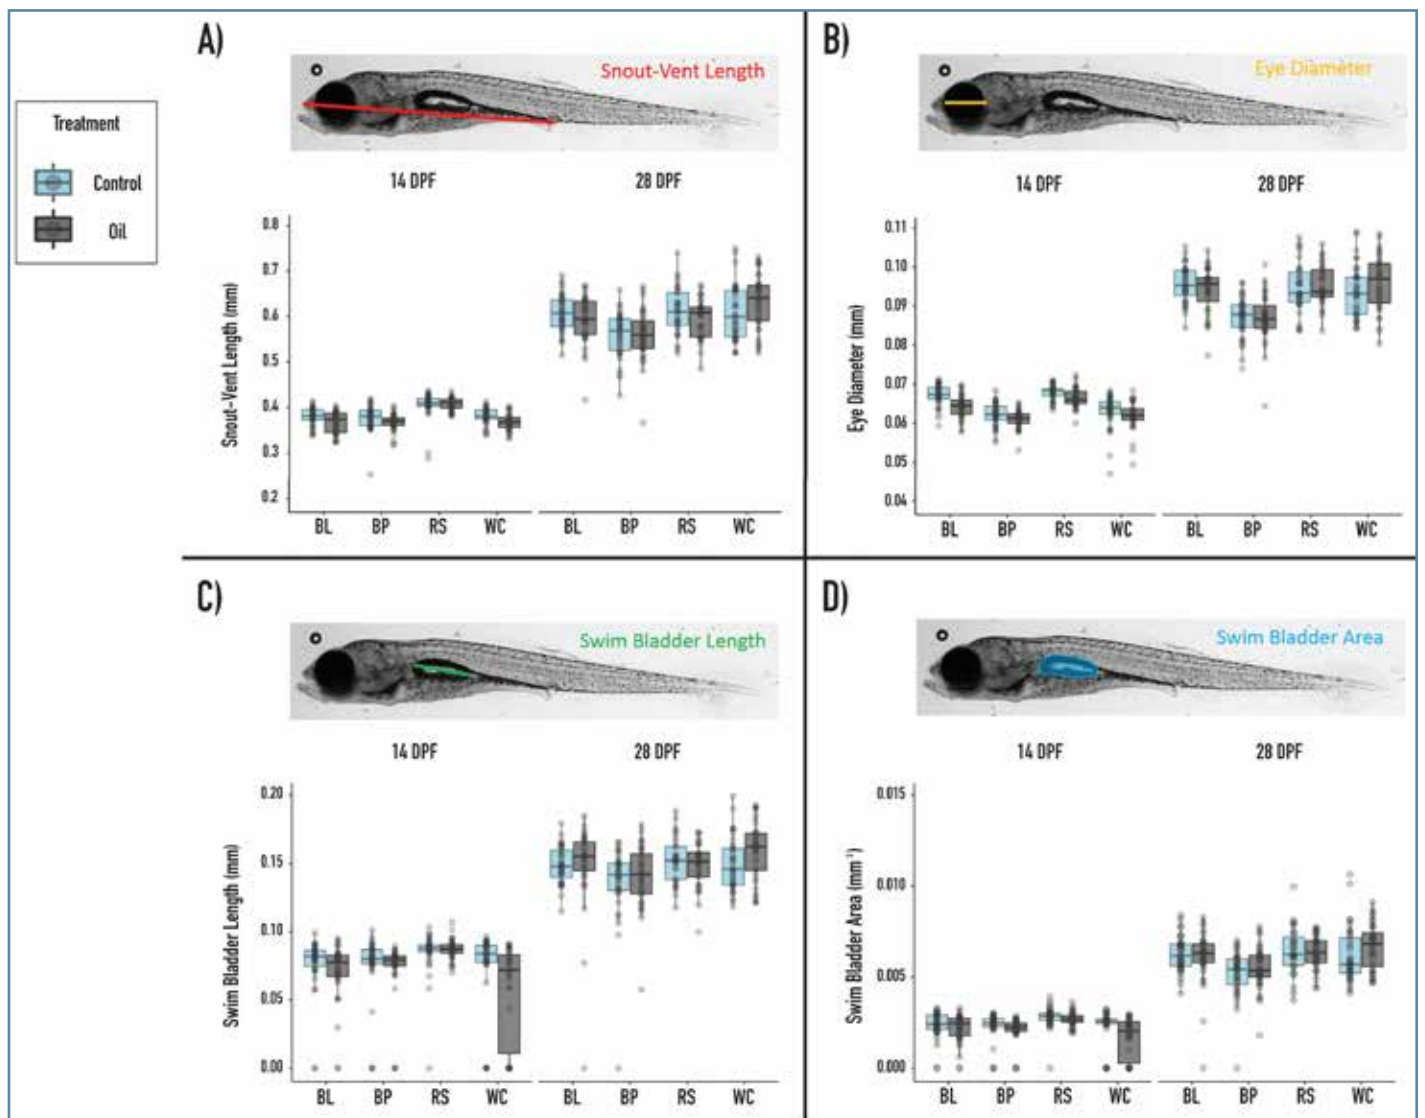 Treatment
Control
Oil
A)
Snout-Vent Length
14 DPF 28 DPF
Snout-Vent Length (mm)
0.8
0.7
0.6
0.5
0.4
0.3
0.2
BL BP RS WC BL BP RS WC
B)
Eye Diameter
14 DPF 28 DPF
Eye Diameter (mm)
0.11
0.10
0.09
0.08
0.07
0.06
0.05
0.04
BL BP RS WC BL BP RS WC
C)
Swim Bladder Length
14 DPF 28 DPF
Swim Bladder Length (mm)
0.20
0.15
0.10
0.05
0.00
BL BP RS WC BL BP RS WC
D)
Swim Bladder Area
14 DPF 28 DPF
Swim Bladder Area (mm⁻¹)
0.015
0.010
0.005
0.000
BL BP RS WC BL BP RS WC